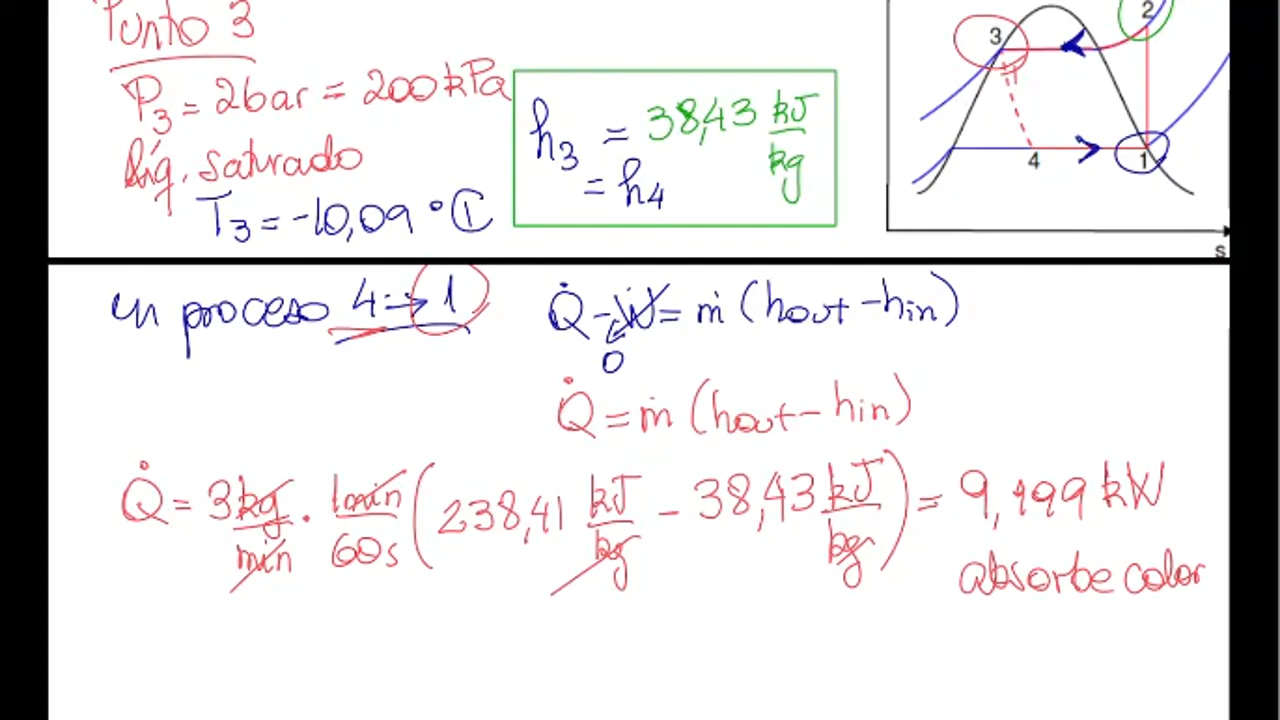 Punto 3
P3 = 2bar = 200kPa
líq. saturado
T3 = -10,09 °C
h3 = 38,43 kJ/kg
= h4
3
2
4
1
s
en proceso 4→1
Q̇ - Ẇ = ṁ (hout - hin)
0
Q̇ = ṁ (hout - hin)
Q̇ = 3 kg/min · 1min/60s (238,41 kJ/kg - 38,43 kJ/kg) = 9,999 kW
absorbe calor